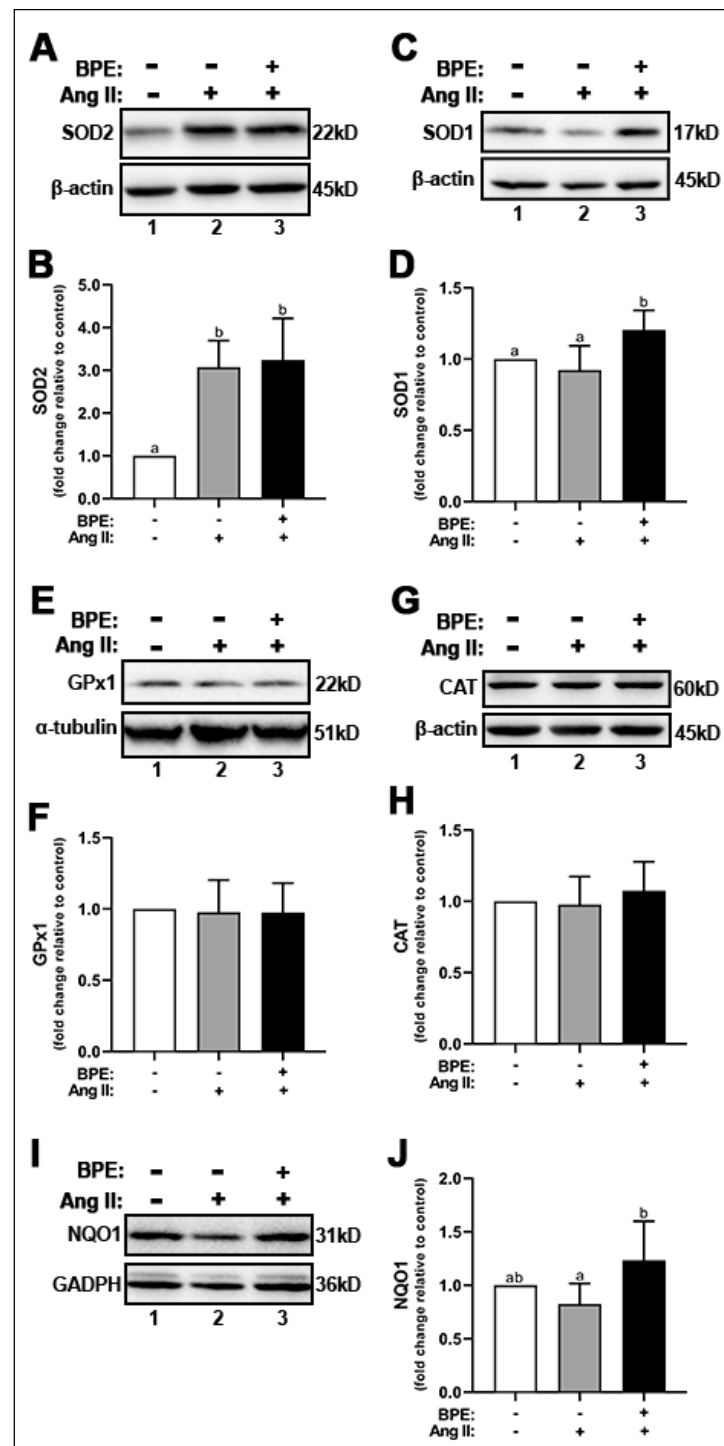 A
BPE: - - +
Ang II: - + +
SOD2 22kD
β-actin 45kD
1 2 3
C
BPE: - - +
Ang II: - + +
SOD1 17kD
β-actin 45kD
1 2 3
B
SOD2
(fold change relative to control)
5.0
4.0
3.0
2.0
1.0
0.0
a b b
BPE: - - +
Ang II: - + +
D
SOD1
(fold change relative to control)
1.5
1.0
0.5
0.0
a a b
BPE: - - +
Ang II: - + +
E
BPE: - - +
Ang II: - + +
GPx1 22kD
α-tubulin 51kD
1 2 3
G
BPE: - - +
Ang II: - + +
CAT 60kD
β-actin 45kD
1 2 3
F
GPx1
(fold change relative to control)
1.5
1.0
0.5
0.0
BPE: - - +
Ang II: - + +
H
CAT
(fold change relative to control)
1.5
1.0
0.5
0.0
BPE: - - +
Ang II: - + +
I
BPE: - - +
Ang II: - + +
NQO1 31kD
GADPH 36kD
1 2 3
J
NQO1
(fold change relative to control)
2.0
1.5
1.0
0.5
0.0
ab a b
BPE: - - +
Ang II: - + +